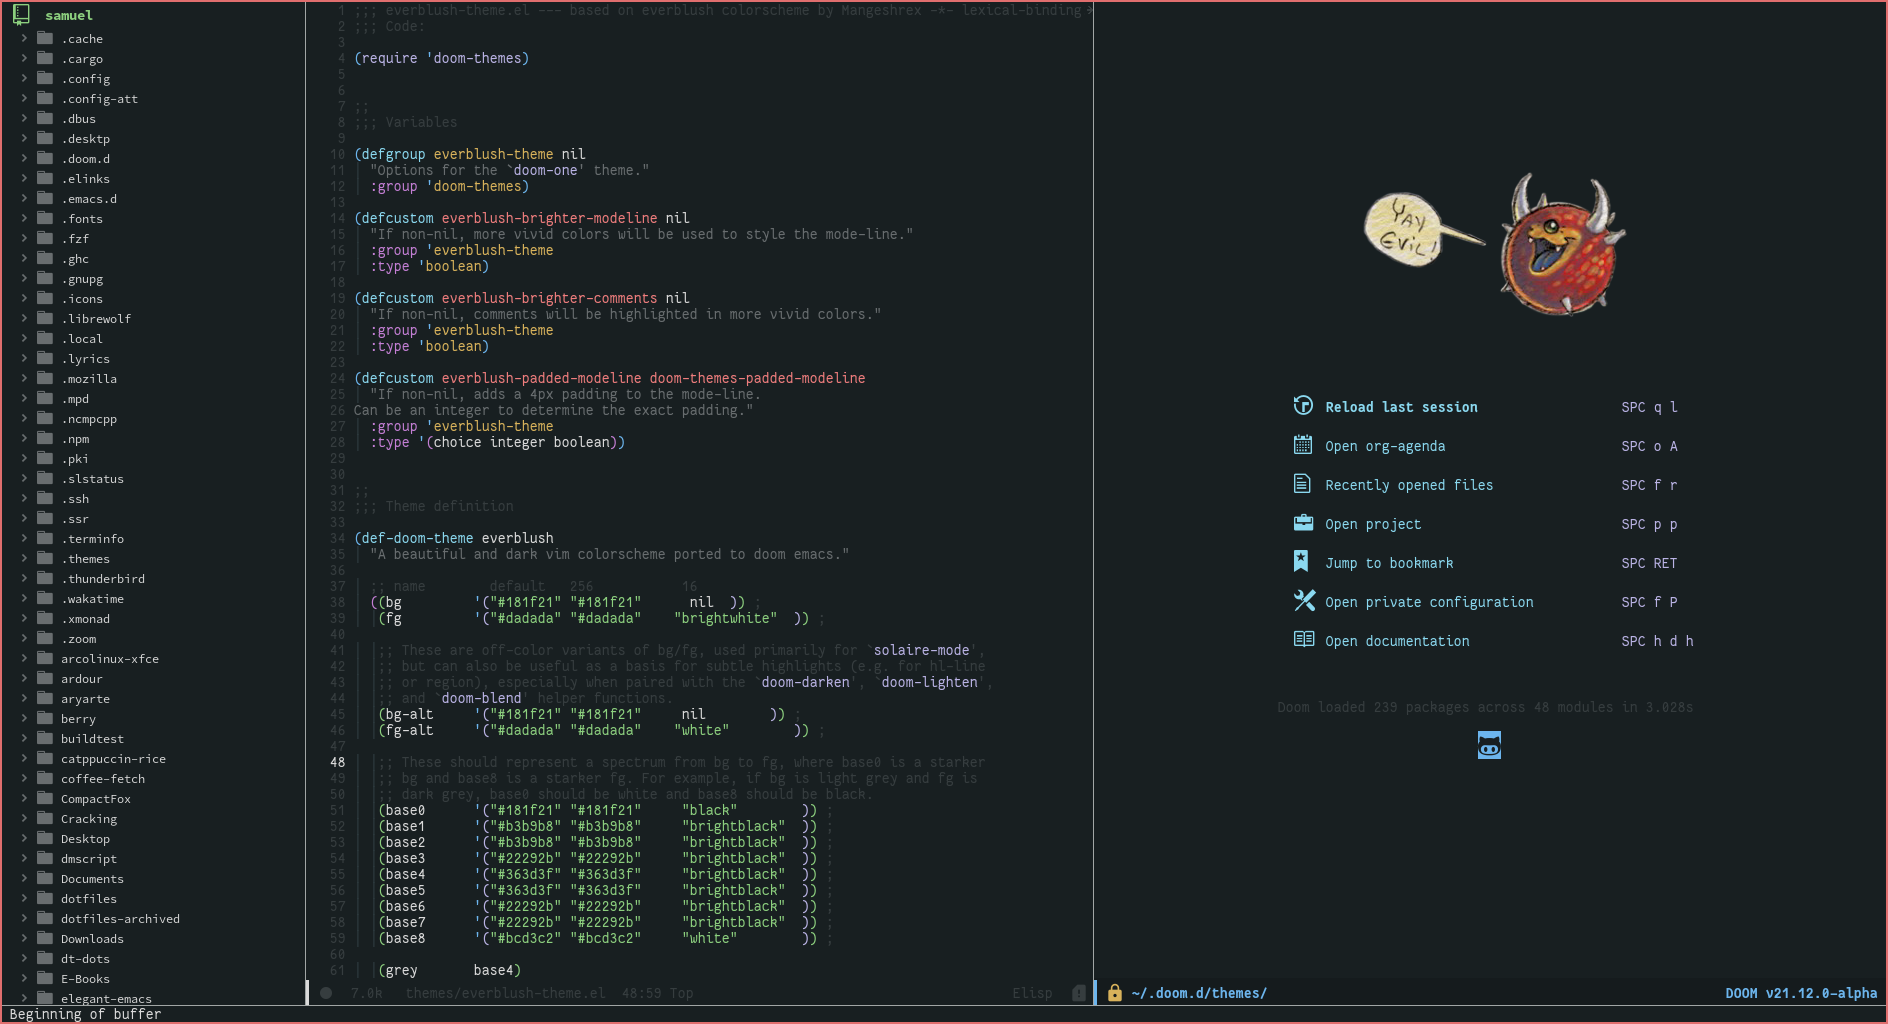 samuel
.cache
.cargo
.config
.config-att
.dbus
.desktp
.doom.d
.elinks
.emacs.d
.fonts
.fzf
.ghc
.gnupg
.icons
.librewolf
.local
.lyrics
.mozilla
.mpd
.ncmpcpp
.npm
.pki
.slstatus
.ssh
.ssr
.terminfo
.themes
.thunderbird
.wakatime
.xmonad
.zoom
arcolinux-xfce
ardour
aryarte
berry
buildtest
catppuccin-rice
coffee-fetch
CompactFox
Cracking
Desktop
dmscript
Documents
dotfiles
dotfiles-archived
Downloads
dt-dots
E-Books
elegant-emacs
1 ;;; everblush-theme.el --- based on everblush colorscheme by Mangeshrex -*- lexical-binding
2 ;;; Code:
3
4 (require 'doom-themes)
5
6
7 ;;
8 ;;; Variables
9
10 (defgroup everblush-theme nil
11 "Options for the `doom-one' theme."
12 :group 'doom-themes)
13
14 (defcustom everblush-brighter-modeline nil
15 "If non-nil, more vivid colors will be used to style the mode-line."
16 :group 'everblush-theme
17 :type 'boolean)
18
19 (defcustom everblush-brighter-comments nil
20 "If non-nil, comments will be highlighted in more vivid colors."
21 :group 'everblush-theme
22 :type 'boolean)
23
24 (defcustom everblush-padded-modeline doom-themes-padded-modeline
25 "If non-nil, adds a 4px padding to the mode-line.
26 Can be an integer to determine the exact padding."
27 :group 'everblush-theme
28 :type '(choice integer boolean))
29
30
31 ;;
32 ;;; Theme definition
33
34 (def-doom-theme everblush
35 "A beautiful and dark vim colorscheme ported to doom emacs."
36
37 ;; name default 256 16
38 ((bg '("#181f21" "#181f21" nil )) ;
39 (fg '("#dadada" "#dadada" "brightwhite" )) ;
40
41 ;; These are off-color variants of bg/fg, used primarily for `solaire-mode',
42 ;; but can also be useful as a basis for subtle highlights (e.g. for hl-line
43 ;; or region), especially when paired with the `doom-darken', `doom-lighten',
44 ;; and `doom-blend' helper functions.
45 (bg-alt '("#181f21" "#181f21" nil )) ;
46 (fg-alt '("#dadada" "#dadada" "white" )) ;
47
48 ;; These should represent a spectrum from bg to fg, where base0 is a starker
49 ;; bg and base8 is a starker fg. For example, if bg is light grey and fg is
50 ;; dark grey, base0 should be white and base8 should be black.
51 (base0 '("#181f21" "#181f21" "black" )) ;
52 (base1 '("#b3b9b8" "#b3b9b8" "brightblack" )) ;
53 (base2 '("#b3b9b8" "#b3b9b8" "brightblack" )) ;
54 (base3 '("#22292b" "#22292b" "brightblack" )) ;
55 (base4 '("#363d3f" "#363d3f" "brightblack" )) ;
56 (base5 '("#363d3f" "#363d3f" "brightblack" )) ;
57 (base6 '("#22292b" "#22292b" "brightblack" )) ;
58 (base7 '("#22292b" "#22292b" "brightblack" )) ;
59 (base8 '("#bcd3c2" "#bcd3c2" "white" )) ;
60
61 (grey base4)
7.0k themes/everblush-theme.el 48:59 Top Elisp
YAY
EVIL!
Reload last session SPC q l
Open org-agenda SPC o A
Recently opened files SPC f r
Open project SPC p p
Jump to bookmark SPC RET
Open private configuration SPC f P
Open documentation SPC h d h
Doom loaded 239 packages across 48 modules in 3.028s
~/.doom.d/themes/ DOOM v21.12.0-alpha
Beginning of buffer